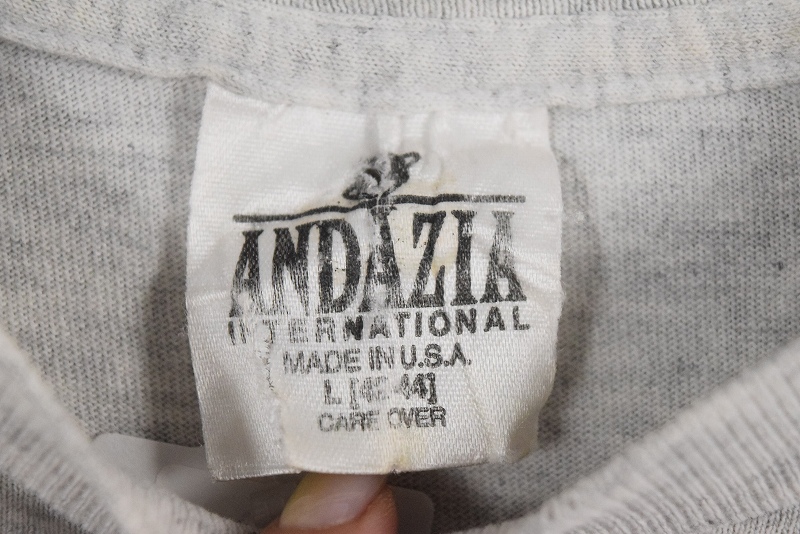 ANDAZIA
INTERNATIONAL
MADE IN U.S.A.
L [42-44]
CARE OVER